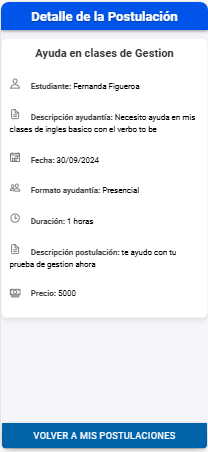 Detalle de la Postulación
Ayuda en clases de Gestion
Estudiante: Fernanda Figueroa
Descripción ayudantía: Necesito ayuda en mis
clases de ingles basico con el verbo to be
Fecha: 30/09/2024
Formato ayudantía: Presencial
Duración: 1 horas
Descripción postulación: te ayudo con tu
prueba de gestion ahora
Precio: 5000
VOLVER A MIS POSTULACIONES